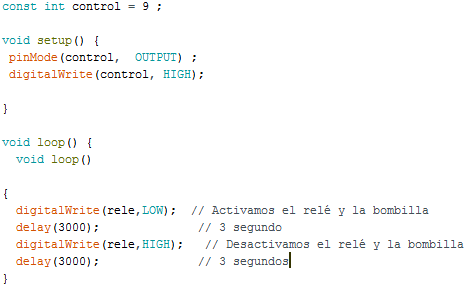 const int control = 9 ;
void setup() {
pinMode(control, OUTPUT) ;
digitalWrite(control, HIGH);
}
void loop() {
void loop()
{
digitalWrite(rele,LOW); // Activamos el relé y la bombilla
delay(3000); // 3 segundo
digitalWrite(rele,HIGH); // Desactivamos el relé y la bombilla
delay(3000); // 3 segundos
}